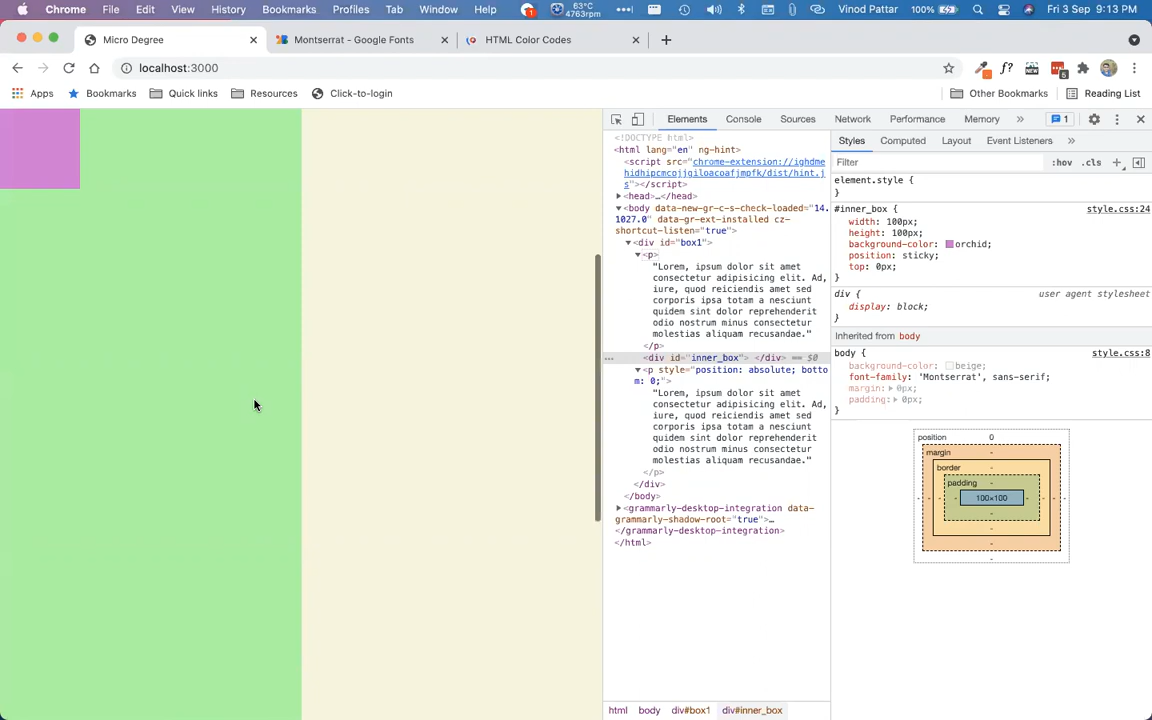 Chrome File Edit View History Bookmarks Profiles Tab Window Help 1 63°C 4763rpm Vinod Pattar 100% Fri 3 Sep 9:13 PM
Micro Degree Montserrat - Google Fonts HTML Color Codes
localhost:3000 f? NEW 5
Apps Bookmarks Quick links Resources Click-to-login Other Bookmarks Reading List
Elements Console Sources Network Performance Memory » 1
<!DOCTYPE html>
<html lang="en" ng-hint>
<script src="chrome-extension://ighdme
hidhipcmcojjgiloacoafjmpfk/dist/hint.j
s"></script>
<head>…</head>
<body data-new-gr-c-s-check-loaded="14.
1027.0" data-gr-ext-installed cz-
shortcut-listen="true">
<div id="box1">
<p>
"Lorem, ipsum dolor sit amet
consectetur adipisicing elit. Ad,
iure, quod reiciendis amet sed
corporis ipsa totam a nesciunt
quidem sint dolor reprehenderit
odio nostrum minus consectetur
molestias aliquam recusandae."
</p>
… <div id="inner_box"> </div> == $0
<p style="position: absolute; botto
m: 0;">
"Lorem, ipsum dolor sit amet
consectetur adipisicing elit. Ad,
iure, quod reiciendis amet sed
corporis ipsa totam a nesciunt
quidem sint dolor reprehenderit
odio nostrum minus consectetur
molestias aliquam recusandae."
</p>
</div>
</body>
<grammarly-desktop-integration data-
grammarly-shadow-root="true">…
</grammarly-desktop-integration>
</html>
html body div#box1 div#inner_box
Styles Computed Layout Event Listeners »
Filter :hov .cls +
element.style {
}
#inner_box { style.css:24
width: 100px;
height: 100px;
background-color: orchid;
position: sticky;
top: 0px;
}
div { user agent stylesheet
display: block;
}
Inherited from body
body { style.css:8
background-color: beige;
font-family: 'Montserrat', sans-serif;
margin: 0px;
padding: 0px;
}
position 0
margin -
border -
padding -
- - - - 100×100 - - - -
-
-
-
-